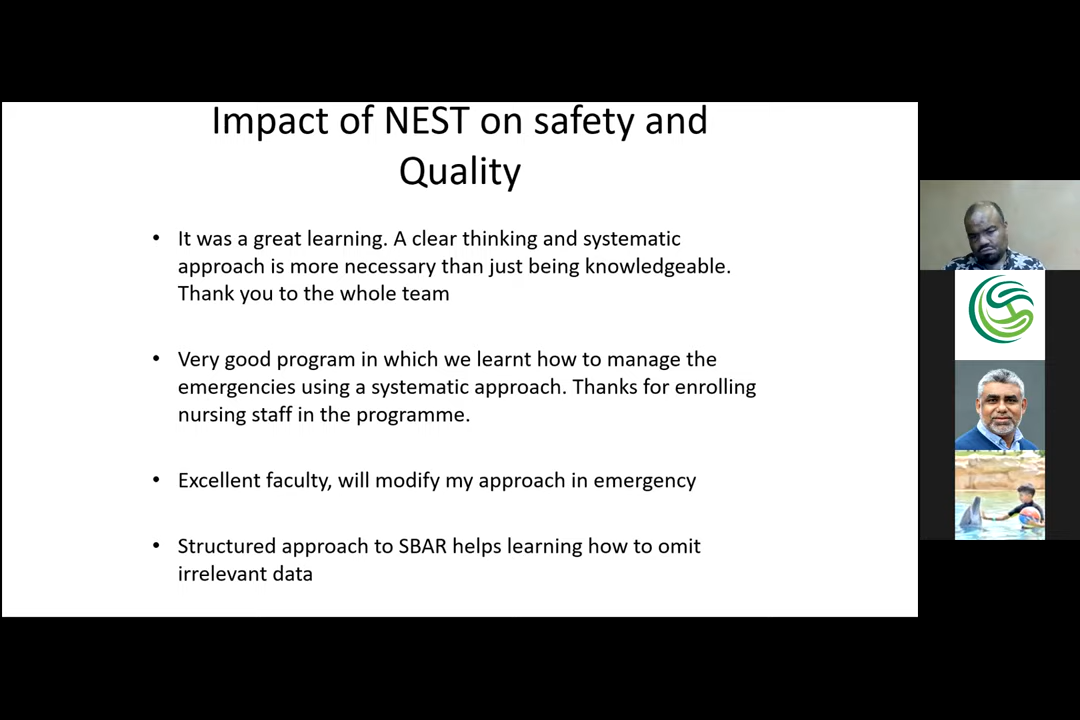 Impact of NEST on safety and
Quality
• It was a great learning. A clear thinking and systematic
approach is more necessary than just being knowledgeable.
Thank you to the whole team
• Very good program in which we learnt how to manage the
emergencies using a systematic approach. Thanks for enrolling
nursing staff in the programme.
• Excellent faculty, will modify my approach in emergency
• Structured approach to SBAR helps learning how to omit
irrelevant data